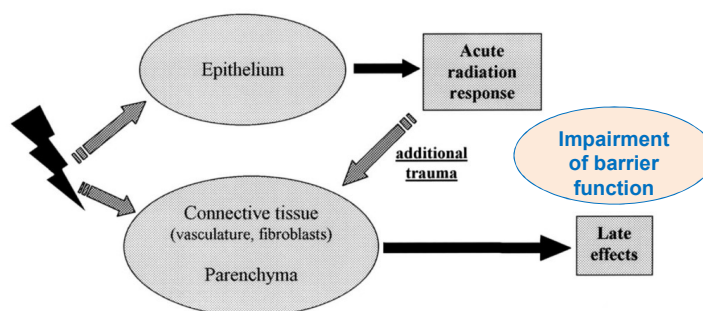 Epithelium
Acute
radiation
response
additional
trauma
Impairment
of barrier
function
Connective tissue
(vasculature, fibroblasts)
Parenchyma
Late
effects